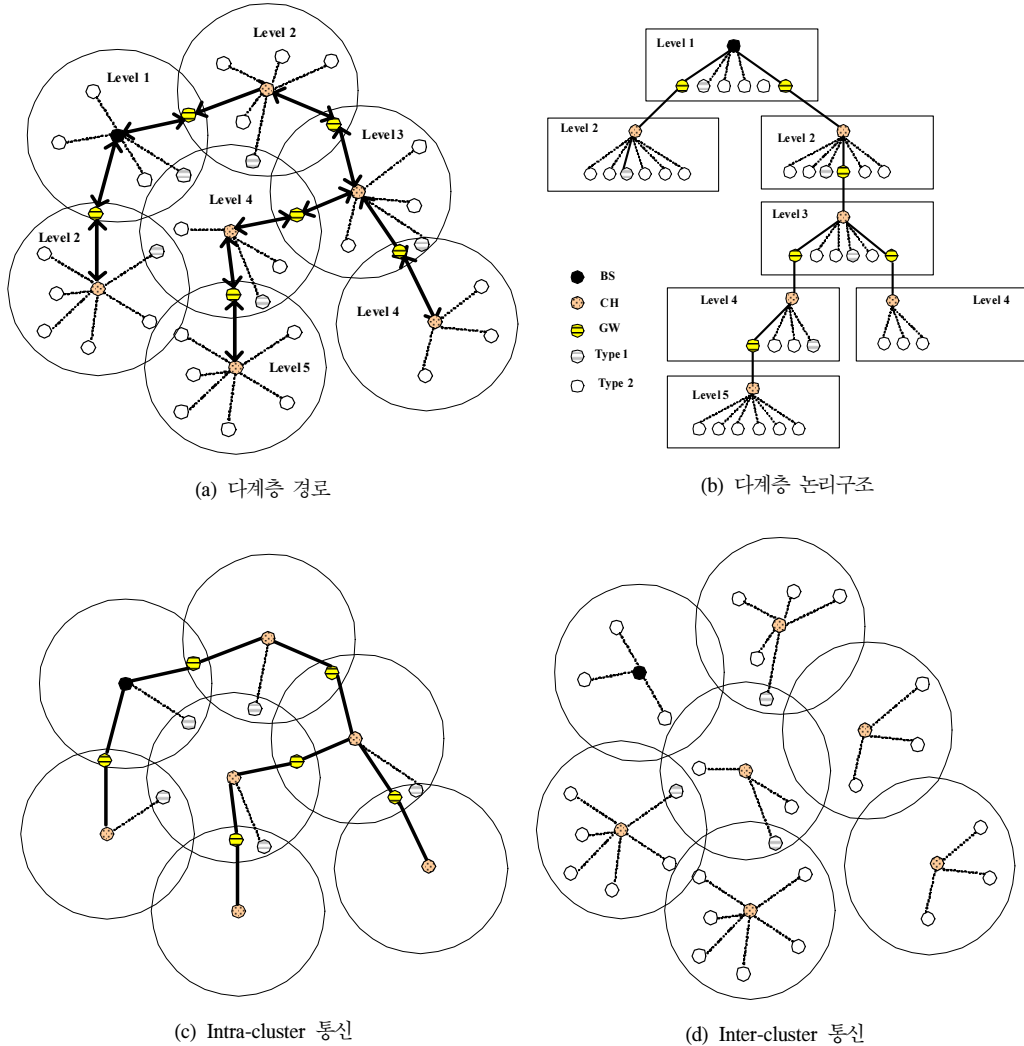 Level 2
Level 1
Level 3
Level 4
Level 2
Level 4
Level 5
(a) 다계층 경로
Level 1
Level 2
Level 2
Level 3
Level 4
Level 4
Level 5
BS
CH
GW
Type 1
Type 2
(b) 다계층 논리구조
(c) Intra-cluster 통신
(d) Inter-cluster 통신